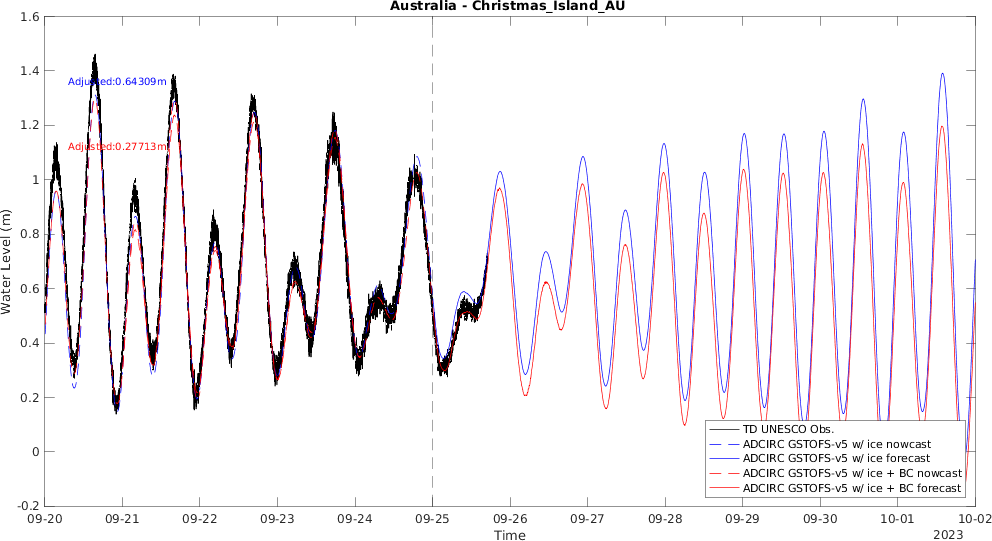 Australia - Christmas_Island_AU
1.6
1.4
1.2
1
0.8
0.6
0.4
0.2
0
-0.2
Water Level (m)
Adjusted:0.64309m
Adjusted:0.27713m
TD UNESCO Obs.
ADCIRC GSTOFS-v5 w/ ice nowcast
ADCIRC GSTOFS-v5 w/ ice forecast
ADCIRC GSTOFS-v5 w/ ice + BC nowcast
ADCIRC GSTOFS-v5 w/ ice + BC forecast
09-20 09-21 09-22 09-23 09-24 09-25 09-26 09-27 09-28 09-29 09-30 10-01 10-02
Time
2023